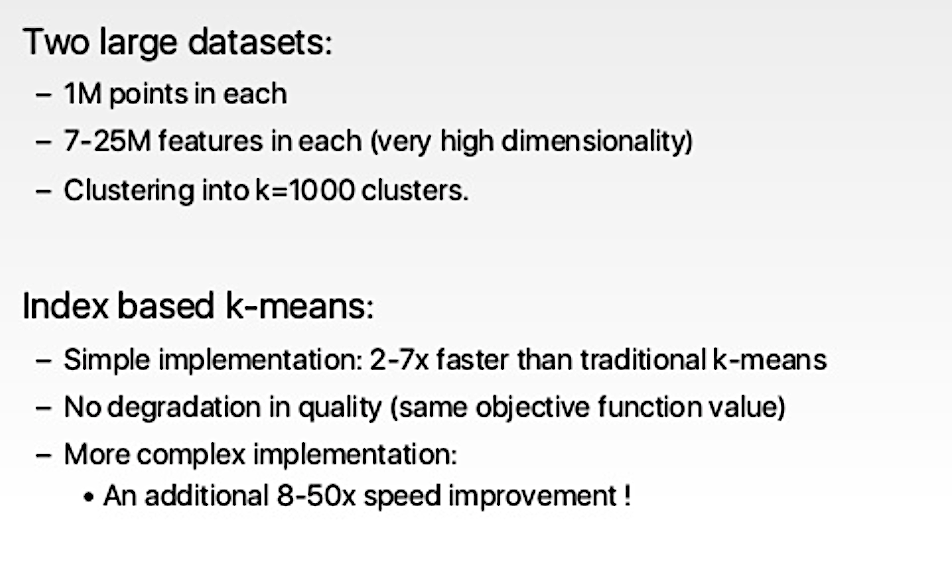 Two large datasets:
– 1M points in each
– 7-25M features in each (very high dimensionality)
– Clustering into k=1000 clusters.
Index based k-means:
– Simple implementation: 2-7x faster than traditional k-means
– No degradation in quality (same objective function value)
– More complex implementation:
• An additional 8-50x speed improvement !